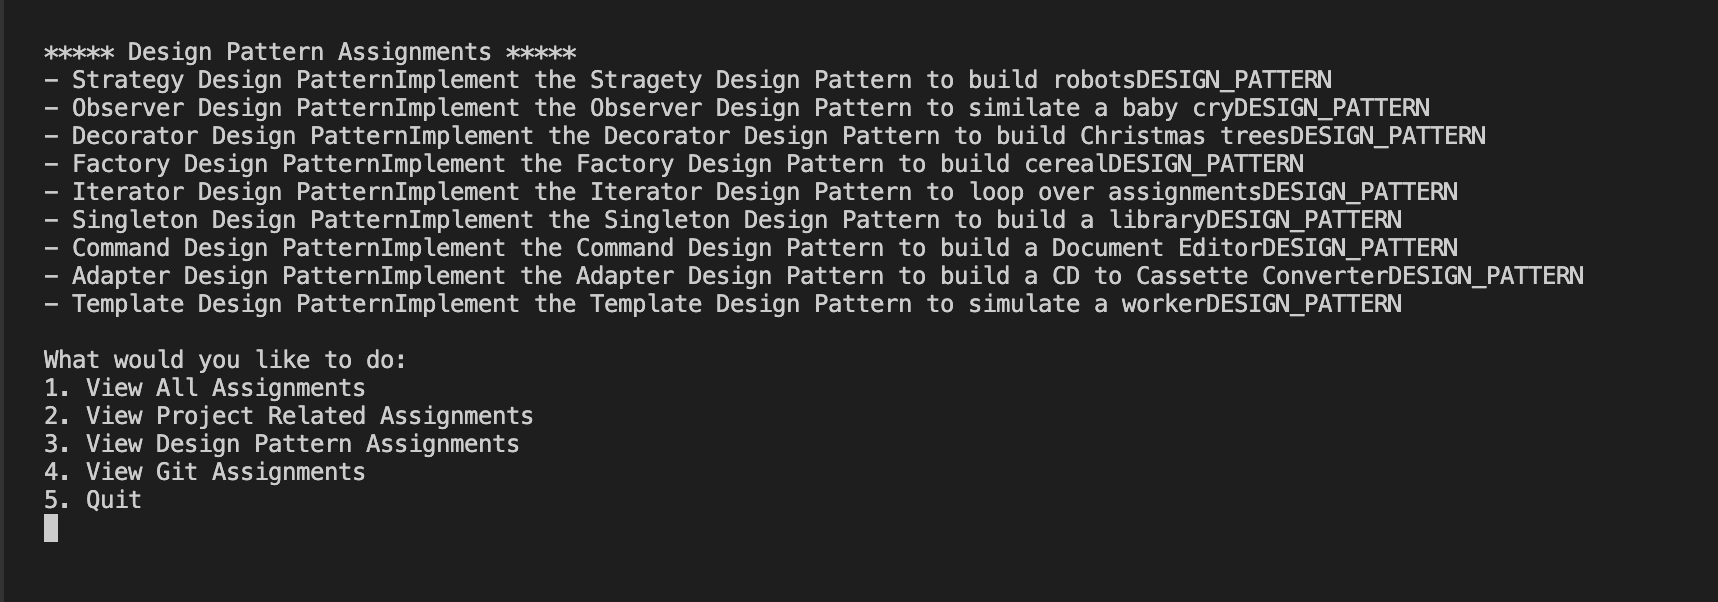 ***** Design Pattern Assignments *****
- Strategy Design PatternImplement the Stragety Design Pattern to build robotsDESIGN_PATTERN
- Observer Design PatternImplement the Observer Design Pattern to similate a baby cryDESIGN_PATTERN
- Decorator Design PatternImplement the Decorator Design Pattern to build Christmas treesDESIGN_PATTERN
- Factory Design PatternImplement the Factory Design Pattern to build cerealDESIGN_PATTERN
- Iterator Design PatternImplement the Iterator Design Pattern to loop over assignmentsDESIGN_PATTERN
- Singleton Design PatternImplement the Singleton Design Pattern to build a libraryDESIGN_PATTERN
- Command Design PatternImplement the Command Design Pattern to build a Document EditorDESIGN_PATTERN
- Adapter Design PatternImplement the Adapter Design Pattern to build a CD to Cassette ConverterDESIGN_PATTERN
- Template Design PatternImplement the Template Design Pattern to simulate a workerDESIGN_PATTERN
What would you like to do:
1. View All Assignments
2. View Project Related Assignments
3. View Design Pattern Assignments
4. View Git Assignments
5. Quit